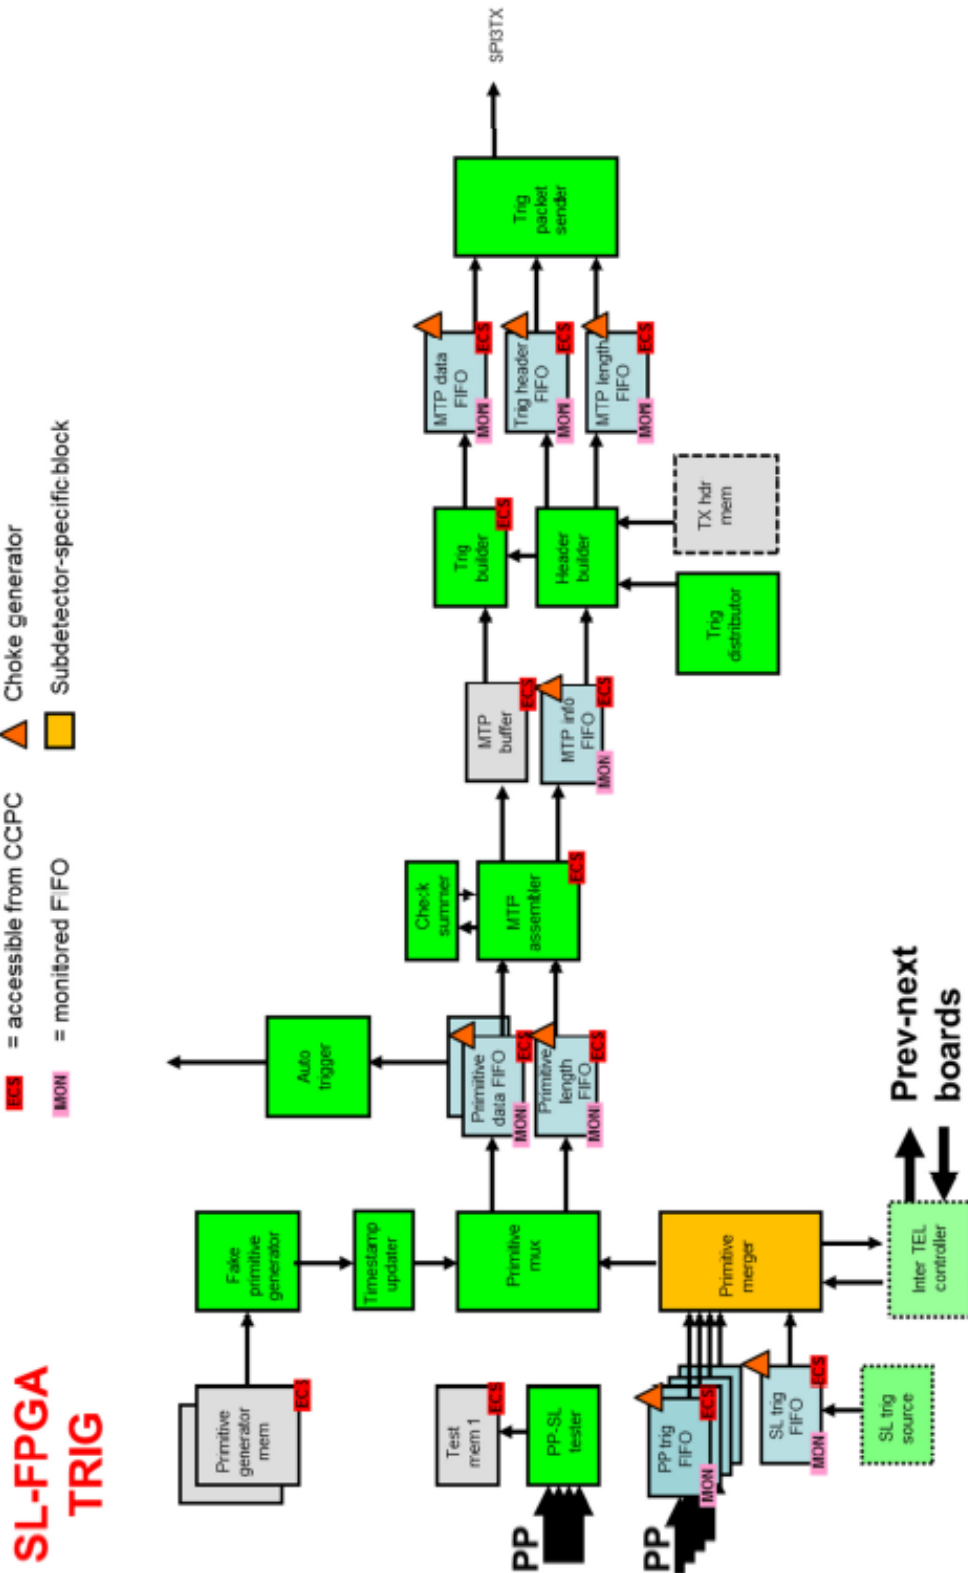 SL-FPGA
TRIG
ECS
= accessible from CCPC
MON
= monitored FIFO
Choke generator
Subdetector-specific block
Primitive
generator
mem
ECS
Fake
primitive
generator
Timestamp
updater
Auto
trigger
Test
mem 1
ECS
PP-SL
tester
PP
Primitive
mux
Primitive
data FIFO
MON
ECS
Primitive
length
FIFO
MON
ECS
Check
summer
MTP
assembler
ECS
MTP
buffer
ECS
MTP info
FIFO
MON
ECS
Trig
builder
ECS
Header
builder
Trig
distributor
TX hdr
mem
MTP data
FIFO
MON
ECS
Trig header
FIFO
MON
ECS
MTP length
FIFO
MON
ECS
Trig
packet
sender
SPI3TX
PP
PP trig
FIFO
MON
ECS
SL trig
FIFO
MON
ECS
SL trig
source
Primitive
merger
Inter TEL
controller
Prev-next
boards